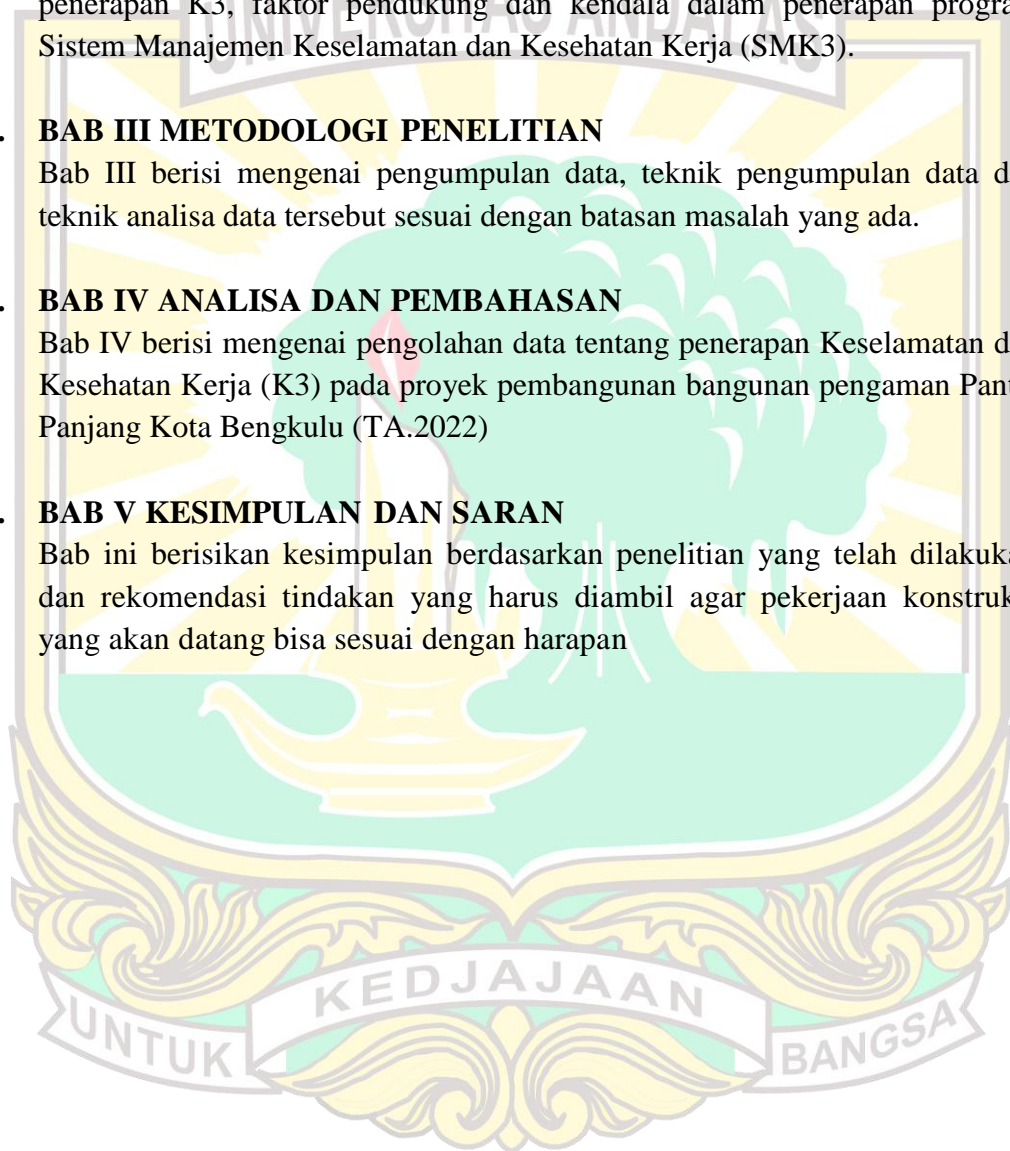 UNIVERSITAS ANDALAS
penerapan K3, faktor pendukung dan kendala dalam penerapan progra
Sistem Manajemen Keselamatan dan Kesehatan Kerja (SMK3).
. BAB III METODOLOGI PENELITIAN
Bab III berisi mengenai pengumpulan data, teknik pengumpulan data d
teknik analisa data tersebut sesuai dengan batasan masalah yang ada.
. BAB IV ANALISA DAN PEMBAHASAN
Bab IV berisi mengenai pengolahan data tentang penerapan Keselamatan d
Kesehatan Kerja (K3) pada proyek pembangunan bangunan pengaman Pant
Panjang Kota Bengkulu (TA.2022)
. BAB V KESIMPULAN DAN SARAN
Bab ini berisikan kesimpulan berdasarkan penelitian yang telah dilakuka
dan rekomendasi tindakan yang harus diambil agar pekerjaan konstruk
yang akan datang bisa sesuai dengan harapan
UNTUK KEDJAJAAN BANGSA